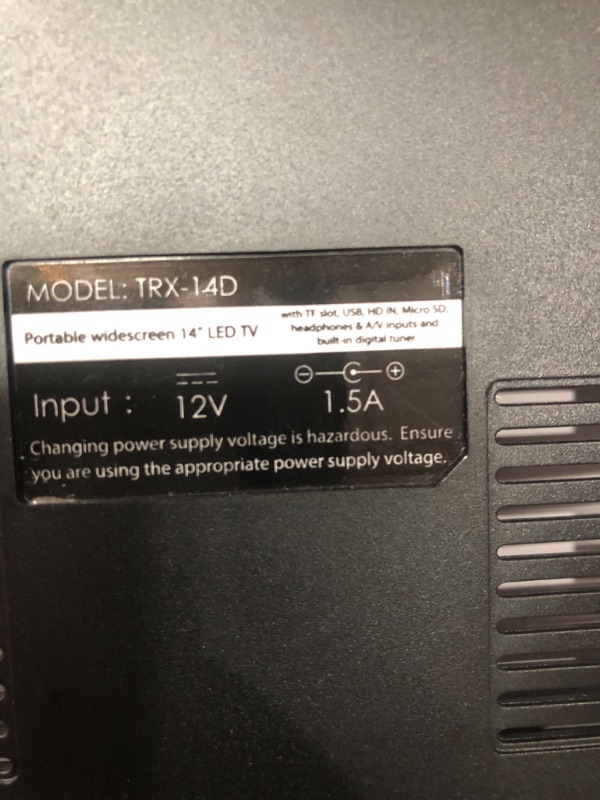 MODEL: TRX-14D
Portable widescreen 14" LED TV
with TF slot, USB, HD IN, Micro SD,
headphones & A/V inputs and
built-in digital tuner
Input : 12V 1.5A
Changing power supply voltage is hazardous. Ensure
you are using the appropriate power supply voltage.